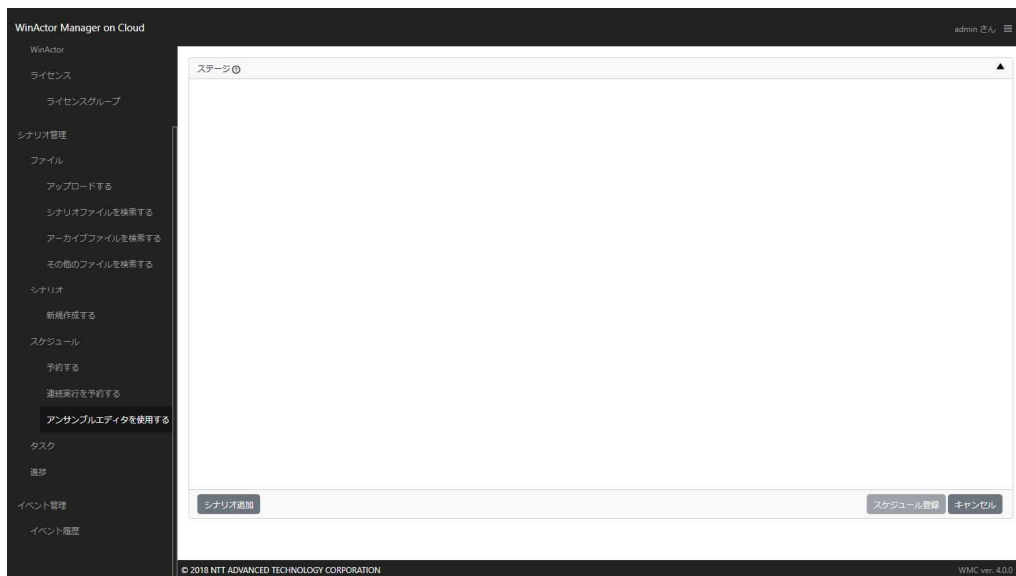 WinActor Manager on Cloud
admin さん
WinActor
ライセンス
ライセンスグループ
シナリオ管理
ファイル
アップロードする
シナリオファイルを検索する
アーカイブファイルを検索する
その他のファイルを検索する
シナリオ
新規作成する
スケジュール
予約する
連続実行を予約する
アンサンブルエディタを使用する
タスク
進捗
イベント管理
イベント履歴
ステージ
シナリオ追加
スケジュール登録 キャンセル
© 2018 NTT ADVANCED TECHNOLOGY CORPORATION
WMC ver. 4.0.0